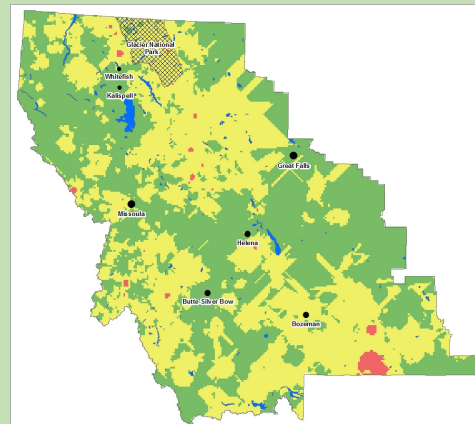 Glacier National
Park
Whitefish
Kalispell
Great Falls
Missoula
Helena
Butte-Silver Bow
Bozeman